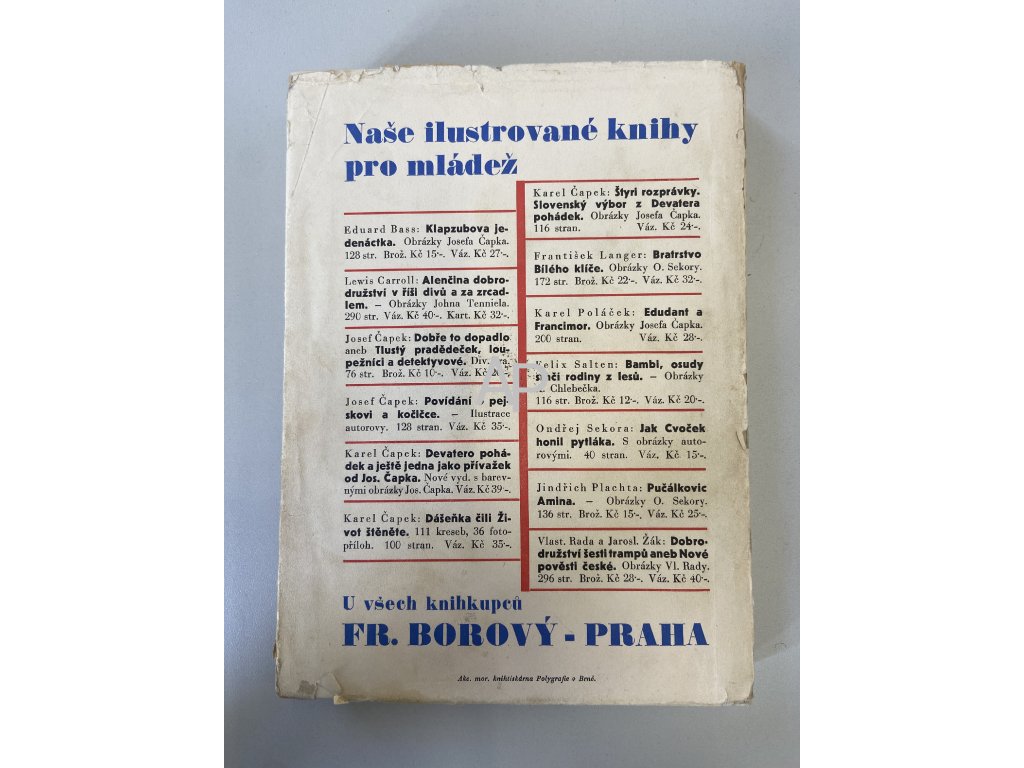 Naše ilustrované knihy
pro mládež
Eduard Bass: Klapzubova je-
denáctka. Obrázky Josefa Čapka.
128 str. Brož. Kč 15·-. Váz. Kč 27·-.
Lewis Carroll: Alenčina dobro-
družství v říši divů a za zrcad-
lem. – Obrázky Johna Tenniela.
290 str. Váz. Kč 40·-. Kart. Kč 32·-.
Josef Čapek: Dobře to dopadlo
aneb Tlustý pradědeček, lou-
pežníci a detektyvové. Div.
76 str. Brož. Kč 10·-. Váz. Kč
Josef Čapek: Povídání pej-
skovi a kočičce. – Ilustrace
autorovy. 128 stran. Váz. Kč 35·-.
Karel Čapek: Devatero pohá-
dek a ještě jedna jako přívažek
od Jos. Čapka. Nové vyd. s barev-
nými obrázky Jos. Čapka. Váz. Kč 39·-.
Karel Čapek: Dášeňka čili Ži-
vot štěněte. 111 kreseb, 36 foto-
příloh. 100 stran. Váz. Kč 35·-.
Karel Čapek: Štyri rozprávky.
Slovenský výbor z Devatera
pohádek. Obrázky Josefa Čapka.
116 stran. Váz. Kč 24·-.
František Langer: Bratrstvo
Bílého klíče. Obrázky O. Sekory.
172 str. Brož. Kč 22·-. Váz. Kč 32·-.
Karel Poláček: Edudant a
Francimor. Obrázky Josefa Čapka.
200 stran. Váz. Kč 28·-.
Felix Salten: Bambi, osudy
srnčí rodiny z lesů. – Obrázky
Chlebečka.
116 str. Brož. Kč 12·-. Váz. Kč 20·-.
Ondřej Sekora: Jak Cvoček
honil pytláka. S obrázky auto-
rovými. 40 stran. Váz. Kč 15·-.
Jindřich Plachta: Pučálkovic
Amina. – Obrázky O. Sekory.
136 str. Brož. Kč 15·-. Váz. Kč 25·-.
Vlast. Rada a Jarosl. Žák: Dobro-
družství šesti trampů aneb Nové
pověsti české. Obrázky Vl. Rady.
296 str. Brož. Kč 28·-. Váz. Kč 40·-.
U všech knihkupců
FR. BOROVÝ - PRAHA
Akc. mor. knihtiskárna Polygrafie v Brně.